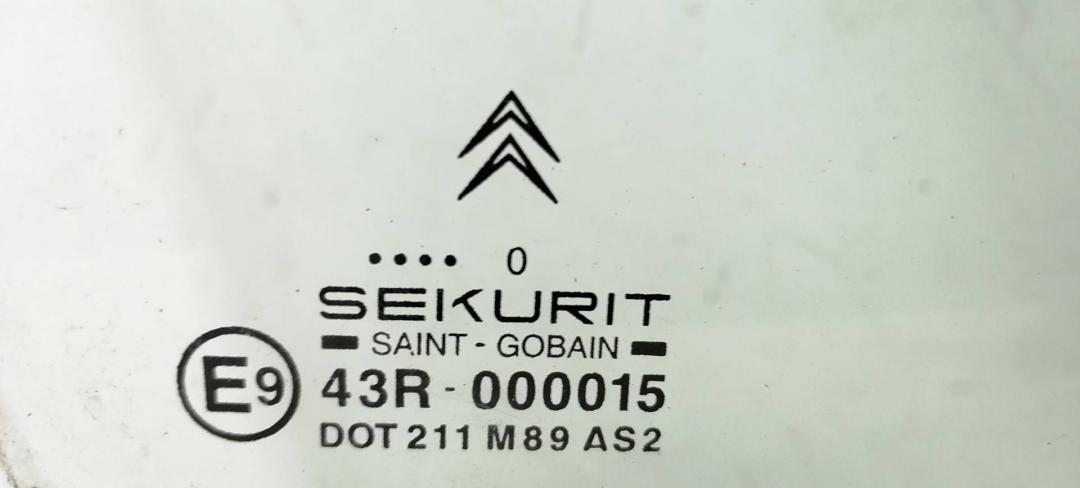 .... 0
SEKURIT
SAINT - GOBAIN
E9 43R - 000015
DOT 211 M89 AS2